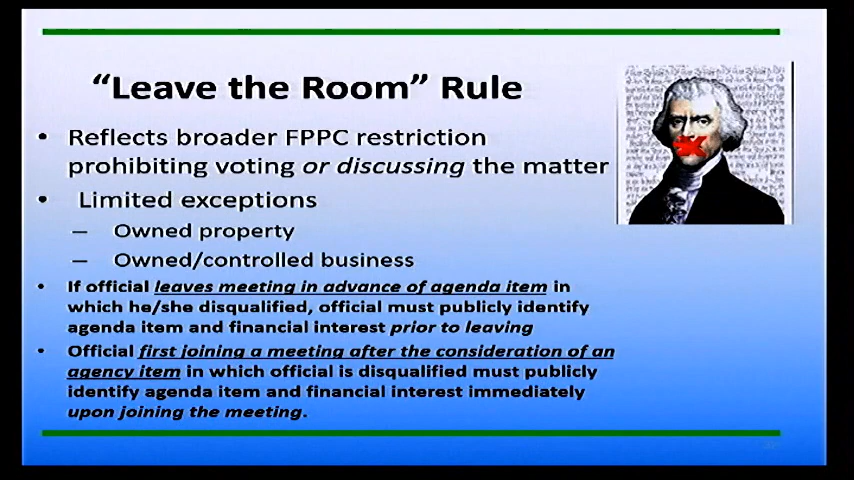 “Leave the Room” Rule
• Reflects broader FPPC restriction
prohibiting voting or discussing the matter
• Limited exceptions
– Owned property
– Owned/controlled business
• If official leaves meeting in advance of agenda item in
which he/she disqualified, official must publicly identify
agenda item and financial interest prior to leaving
• Official first joining a meeting after the consideration of an
agency item in which official is disqualified must publicly
identify agenda item and financial interest immediately
upon joining the meeting.